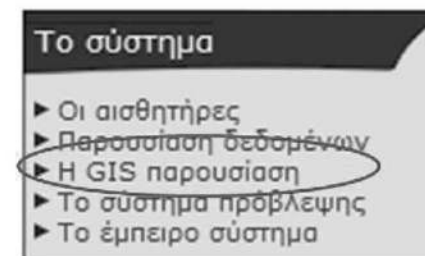 Το σύστημα
► Οι αισθητήρες
► Παρουσίαση δεδομένων
► Η GIS παρουσίαση
► Το σύστημα πρόβλεψης
► Το έμπειρο σύστημα